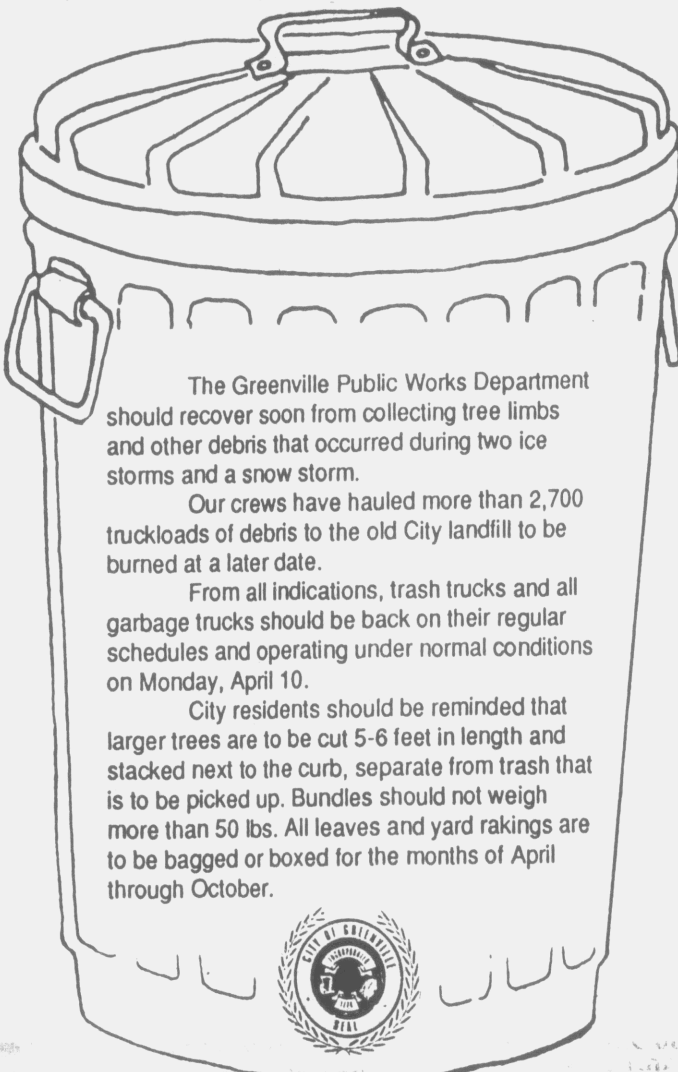 The Greenville Public Works Department
should recover soon from collecting tree limbs
and other debris that occurred during two ice
storms and a snow storm.
Our crews have hauled more than 2,700
truckloads of debris to the old City landfill to be
burned at a later date.
From all indications, trash trucks and all
garbage trucks should be back on their regular
schedules and operating under normal conditions
on Monday, April 10.
City residents should be reminded that
larger trees are to be cut 5-6 feet in length and
stacked next to the curb, separate from trash that
is to be picked up. Bundles should not weigh
more than 50 lbs. All leaves and yard rakings are
to be bagged or boxed for the months of April
through October.
CITY OF GREENVILLE
INCORPORATED
SEAL